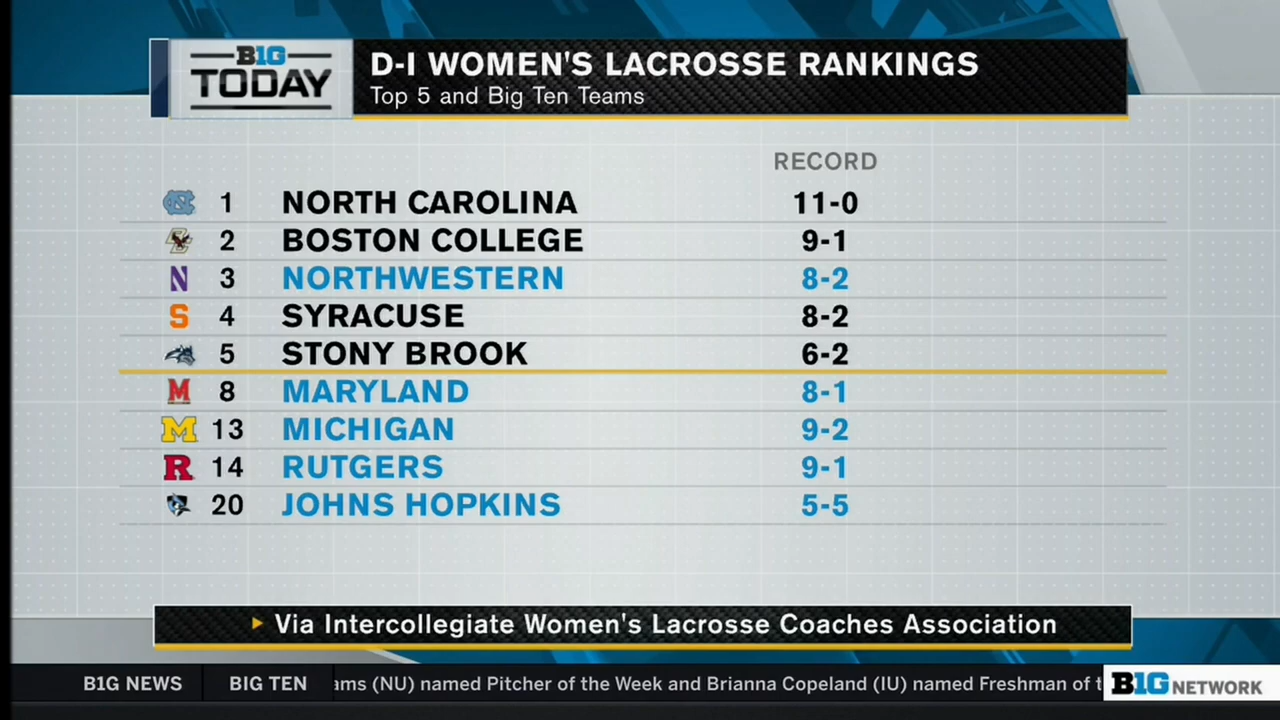 B1G
TODAY
D-I WOMEN'S LACROSSE RANKINGS
Top 5 and Big Ten Teams
RECORD
1 NORTH CAROLINA 11-0
2 BOSTON COLLEGE 9-1
N 3 NORTHWESTERN 8-2
S 4 SYRACUSE 8-2
5 STONY BROOK 6-2
M 8 MARYLAND 8-1
M 13 MICHIGAN 9-2
R 14 RUTGERS 9-1
20 JOHNS HOPKINS 5-5
Via Intercollegiate Women's Lacrosse Coaches Association
B1G NEWS BIG TEN ams (NU) named Pitcher of the Week and Brianna Copeland (IU) named Freshman of t B1G NETWORK